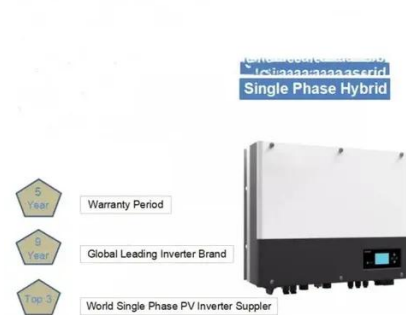 Single Phase Hybrid
5
Year
Warranty Period
9
Year
Global Leading Inverter Brand
Top 3
World Single Phase PV Inverter Suppler